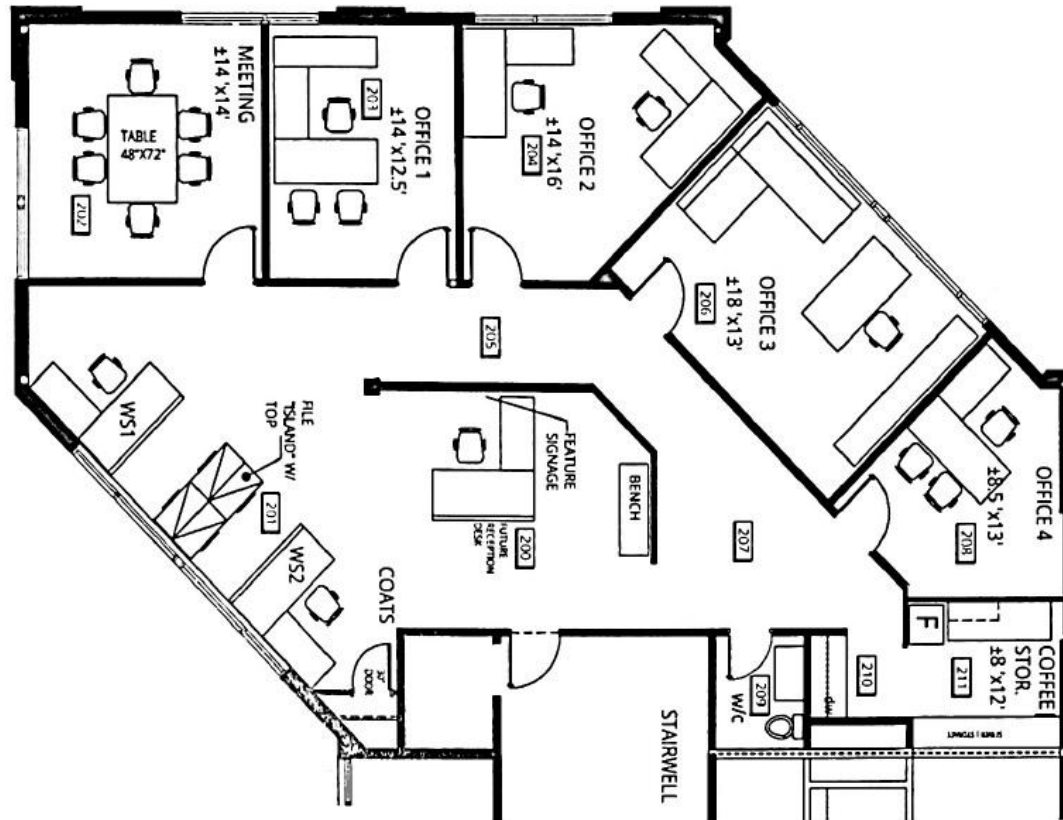 MEETING
±14 'x14'
TABLE
48"X72"
202
OFFICE 1
±14 'x12.5'
203
OFFICE 2
±14 'x16'
204
OFFICE 3
±18 'x13'
206
OFFICE 4
±8.5 'x13'
208
205
207
FEATURE
SIGNAGE
BENCH
200
FUTURE
RECEPTION
DESK
WS1
FILE
"ISLAND" W/
TOP
201
WS2
COATS
30"
DOOR
STAIRWELL
209
W/C
210
dw
F
211
COFFEE
STOR.
±8 'x12'